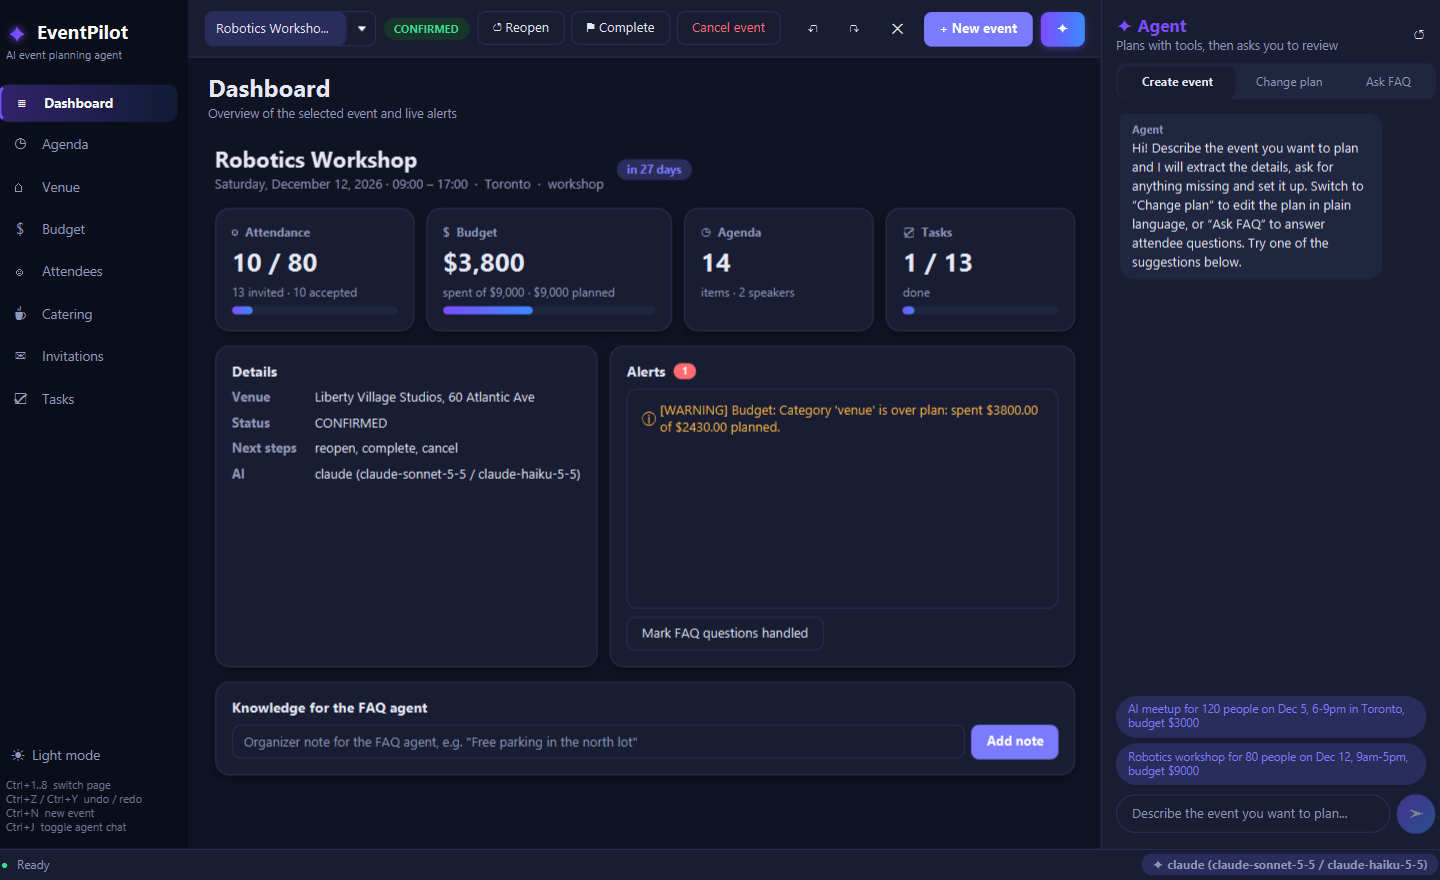 EventPilot
AI event planning agent
Dashboard
Agenda
Venue
Budget
Attendees
Catering
Invitations
Tasks
Light mode
Ctrl+1..8 switch page
Ctrl+Z / Ctrl+Y undo / redo
Ctrl+N new event
Ctrl+J toggle agent chat
Robotics Worksho...
CONFIRMED
Reopen
Complete
Cancel event
+ New event
Dashboard
Overview of the selected event and live alerts
Robotics Workshop
Saturday, December 12, 2026 · 09:00 – 17:00 · Toronto · workshop
in 27 days
Attendance
10 / 80
13 invited · 10 accepted
$ Budget
$3,800
spent of $9,000 · $9,000 planned
Agenda
14
items · 2 speakers
Tasks
1 / 13
done
Details
Venue Liberty Village Studios, 60 Atlantic Ave
Status CONFIRMED
Next steps reopen, complete, cancel
AI claude (claude-sonnet-5-5 / claude-haiku-5-5)
Alerts 1
[WARNING] Budget: Category 'venue' is over plan: spent $3800.00
of $2430.00 planned.
Mark FAQ questions handled
Knowledge for the FAQ agent
Organizer note for the FAQ agent, e.g. "Free parking in the north lot"
Add note
Agent
Plans with tools, then asks you to review
Create event
Change plan
Ask FAQ
Agent
Hi! Describe the event you want to plan
and I will extract the details, ask for
anything missing and set it up. Switch to
“Change plan” to edit the plan in plain
language, or “Ask FAQ” to answer
attendee questions. Try one of the
suggestions below.
AI meetup for 120 people on Dec 5, 6-9pm in Toronto,
budget $3000
Robotics workshop for 80 people on Dec 12, 9am-5pm,
budget $9000
Describe the event you want to plan...
Ready
claude (claude-sonnet-5-5 / claude-haiku-5-5)